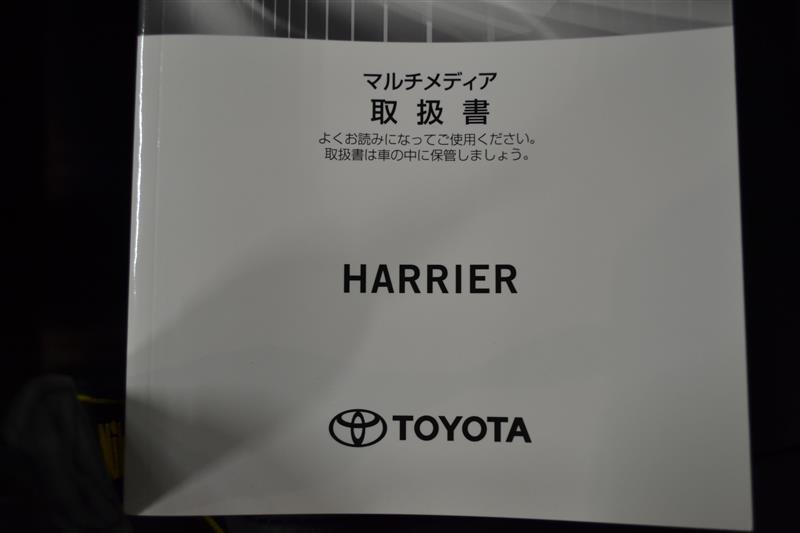 マルチメディア
取扱書
よくお読みになってご使用ください。
取扱書は車の中に保管しましょう。
HARRIER
TOYOTA